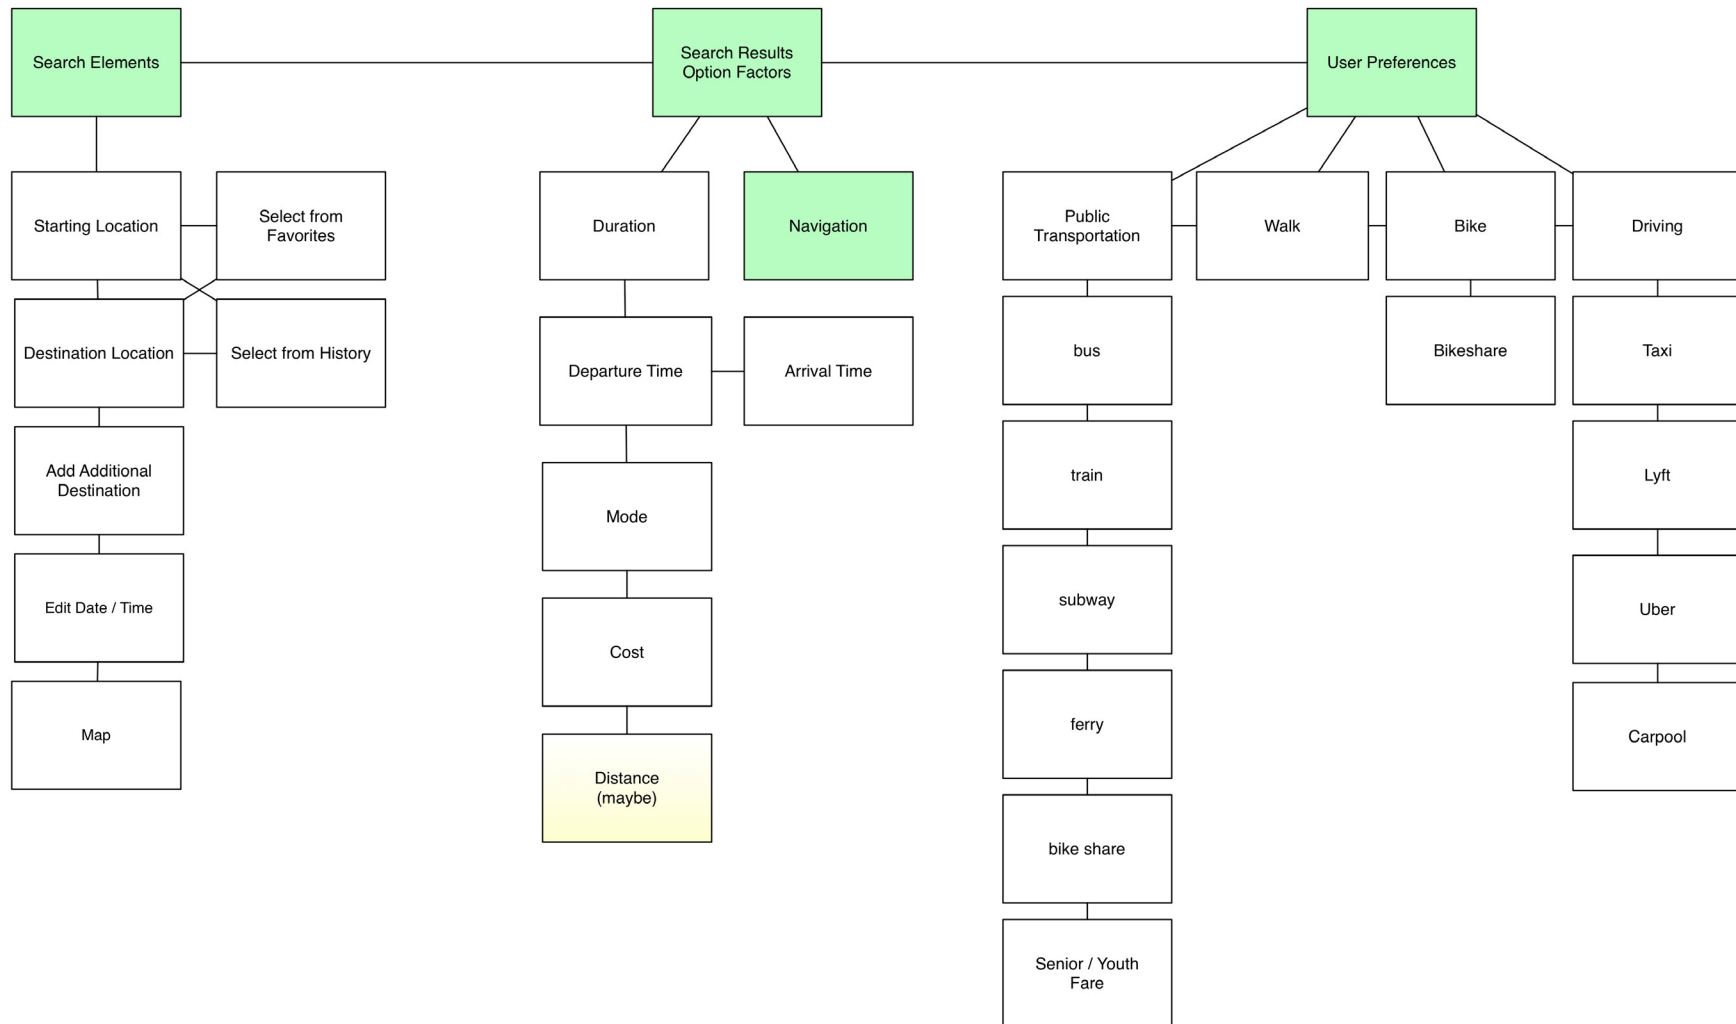 Search Elements
Search Results
Option Factors
User Preferences
Starting Location
Select from
Favorites
Duration
Navigation
Public
Transportation
Walk
Bike
Driving
Destination Location
Select from History
Departure Time
Arrival Time
bus
Bikeshare
Taxi
Add Additional
Destination
Mode
train
Lyft
Edit Date / Time
Cost
subway
Uber
Map
Distance
(maybe)
ferry
Carpool
bike share
Senior / Youth
Fare